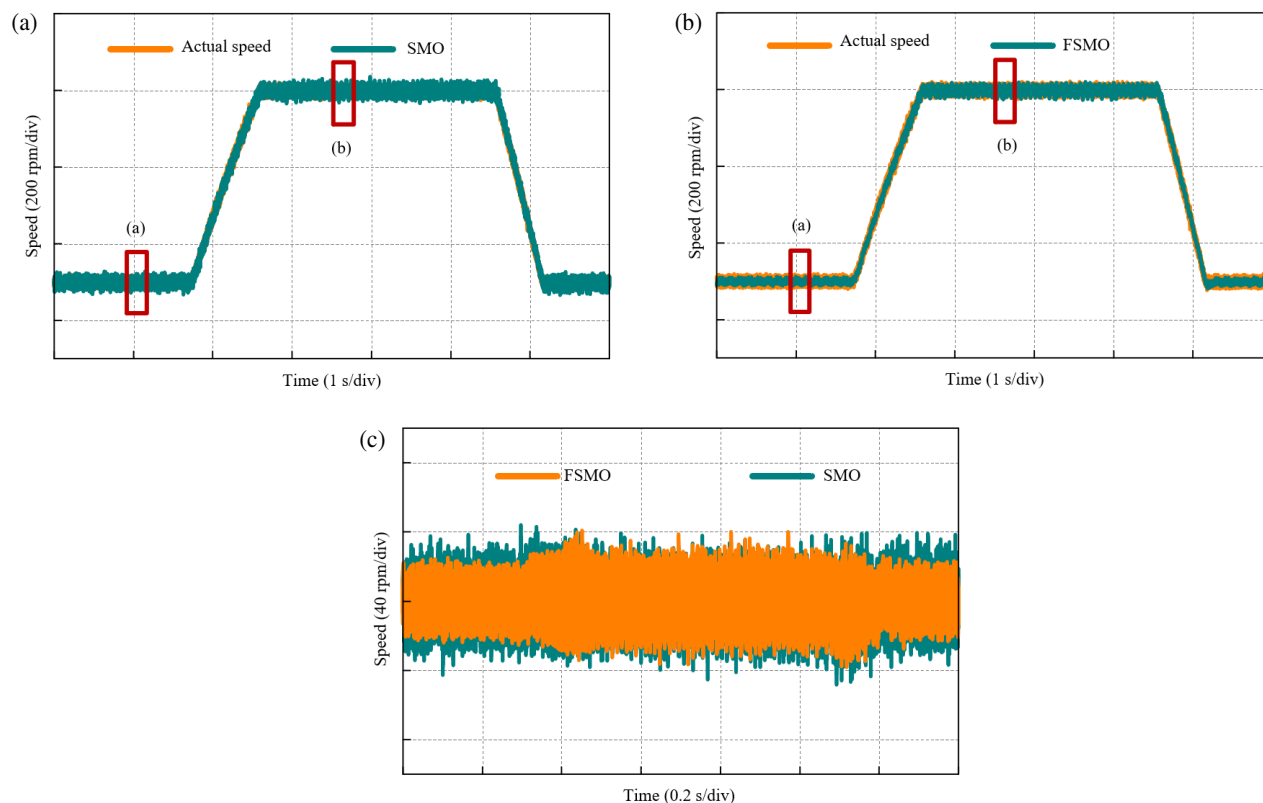 (a)
Actual speed
SMO
(b)
(a)
Speed (200 rpm/div)
Time (1 s/div)
(b)
Actual speed
FSMO
(b)
(a)
Speed (200 rpm/div)
Time (1 s/div)
(c)
FSMO
SMO
Speed (40 rpm/div)
Time (0.2 s/div)